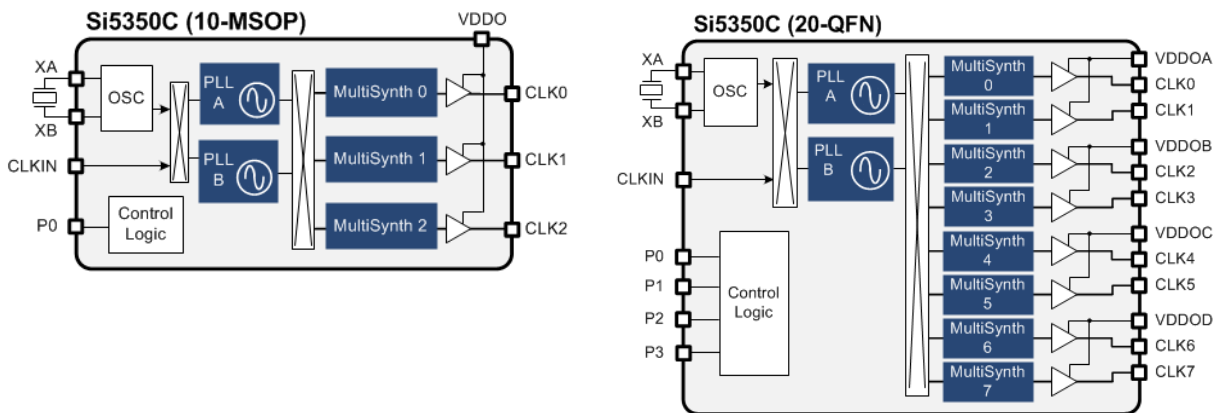 Si5350C (10-MSOP)
VDDO
XA
XB
OSC
CLKIN
P0
Control
Logic
PLL
A
PLL
B
MultiSynth 0
MultiSynth 1
MultiSynth 2
CLK0
CLK1
CLK2
Si5350C (20-QFN)
XA
XB
OSC
CLKIN
P0
P1
P2
P3
Control
Logic
PLL
A
PLL
B
MultiSynth
0
MultiSynth
1
MultiSynth
2
MultiSynth
3
MultiSynth
4
MultiSynth
5
MultiSynth
6
MultiSynth
7
VDDOA
CLK0
CLK1
VDDOB
CLK2
CLK3
VDDOC
CLK4
CLK5
VDDOD
CLK6
CLK7